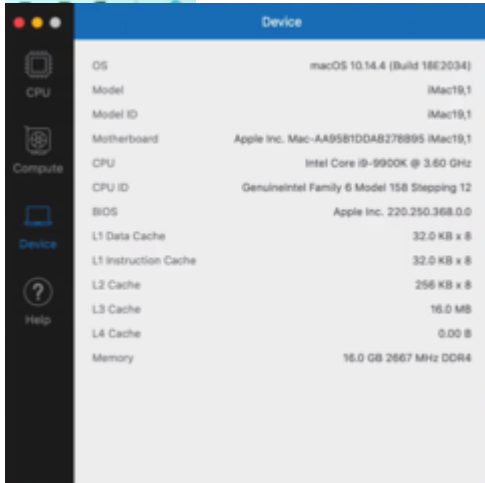 Device
CPU
Compute
Device
Help
OS macOS 10.14.4 (Build 18E2034)
Model iMac19,1
Model ID iMac19,1
Motherboard Apple Inc. Mac-AA95B1DDAB278B95 iMac19,1
CPU Intel Core i9-9900K @ 3.60 GHz
CPU ID GenuineIntel Family 6 Model 158 Stepping 12
BIOS Apple Inc. 220.250.368.0.0
L1 Data Cache 32.0 KB x 8
L1 Instruction Cache 32.0 KB x 8
L2 Cache 256 KB x 8
L3 Cache 16.0 MB
L4 Cache 0.00 B
Memory 16.0 GB 2667 MHz DDR4